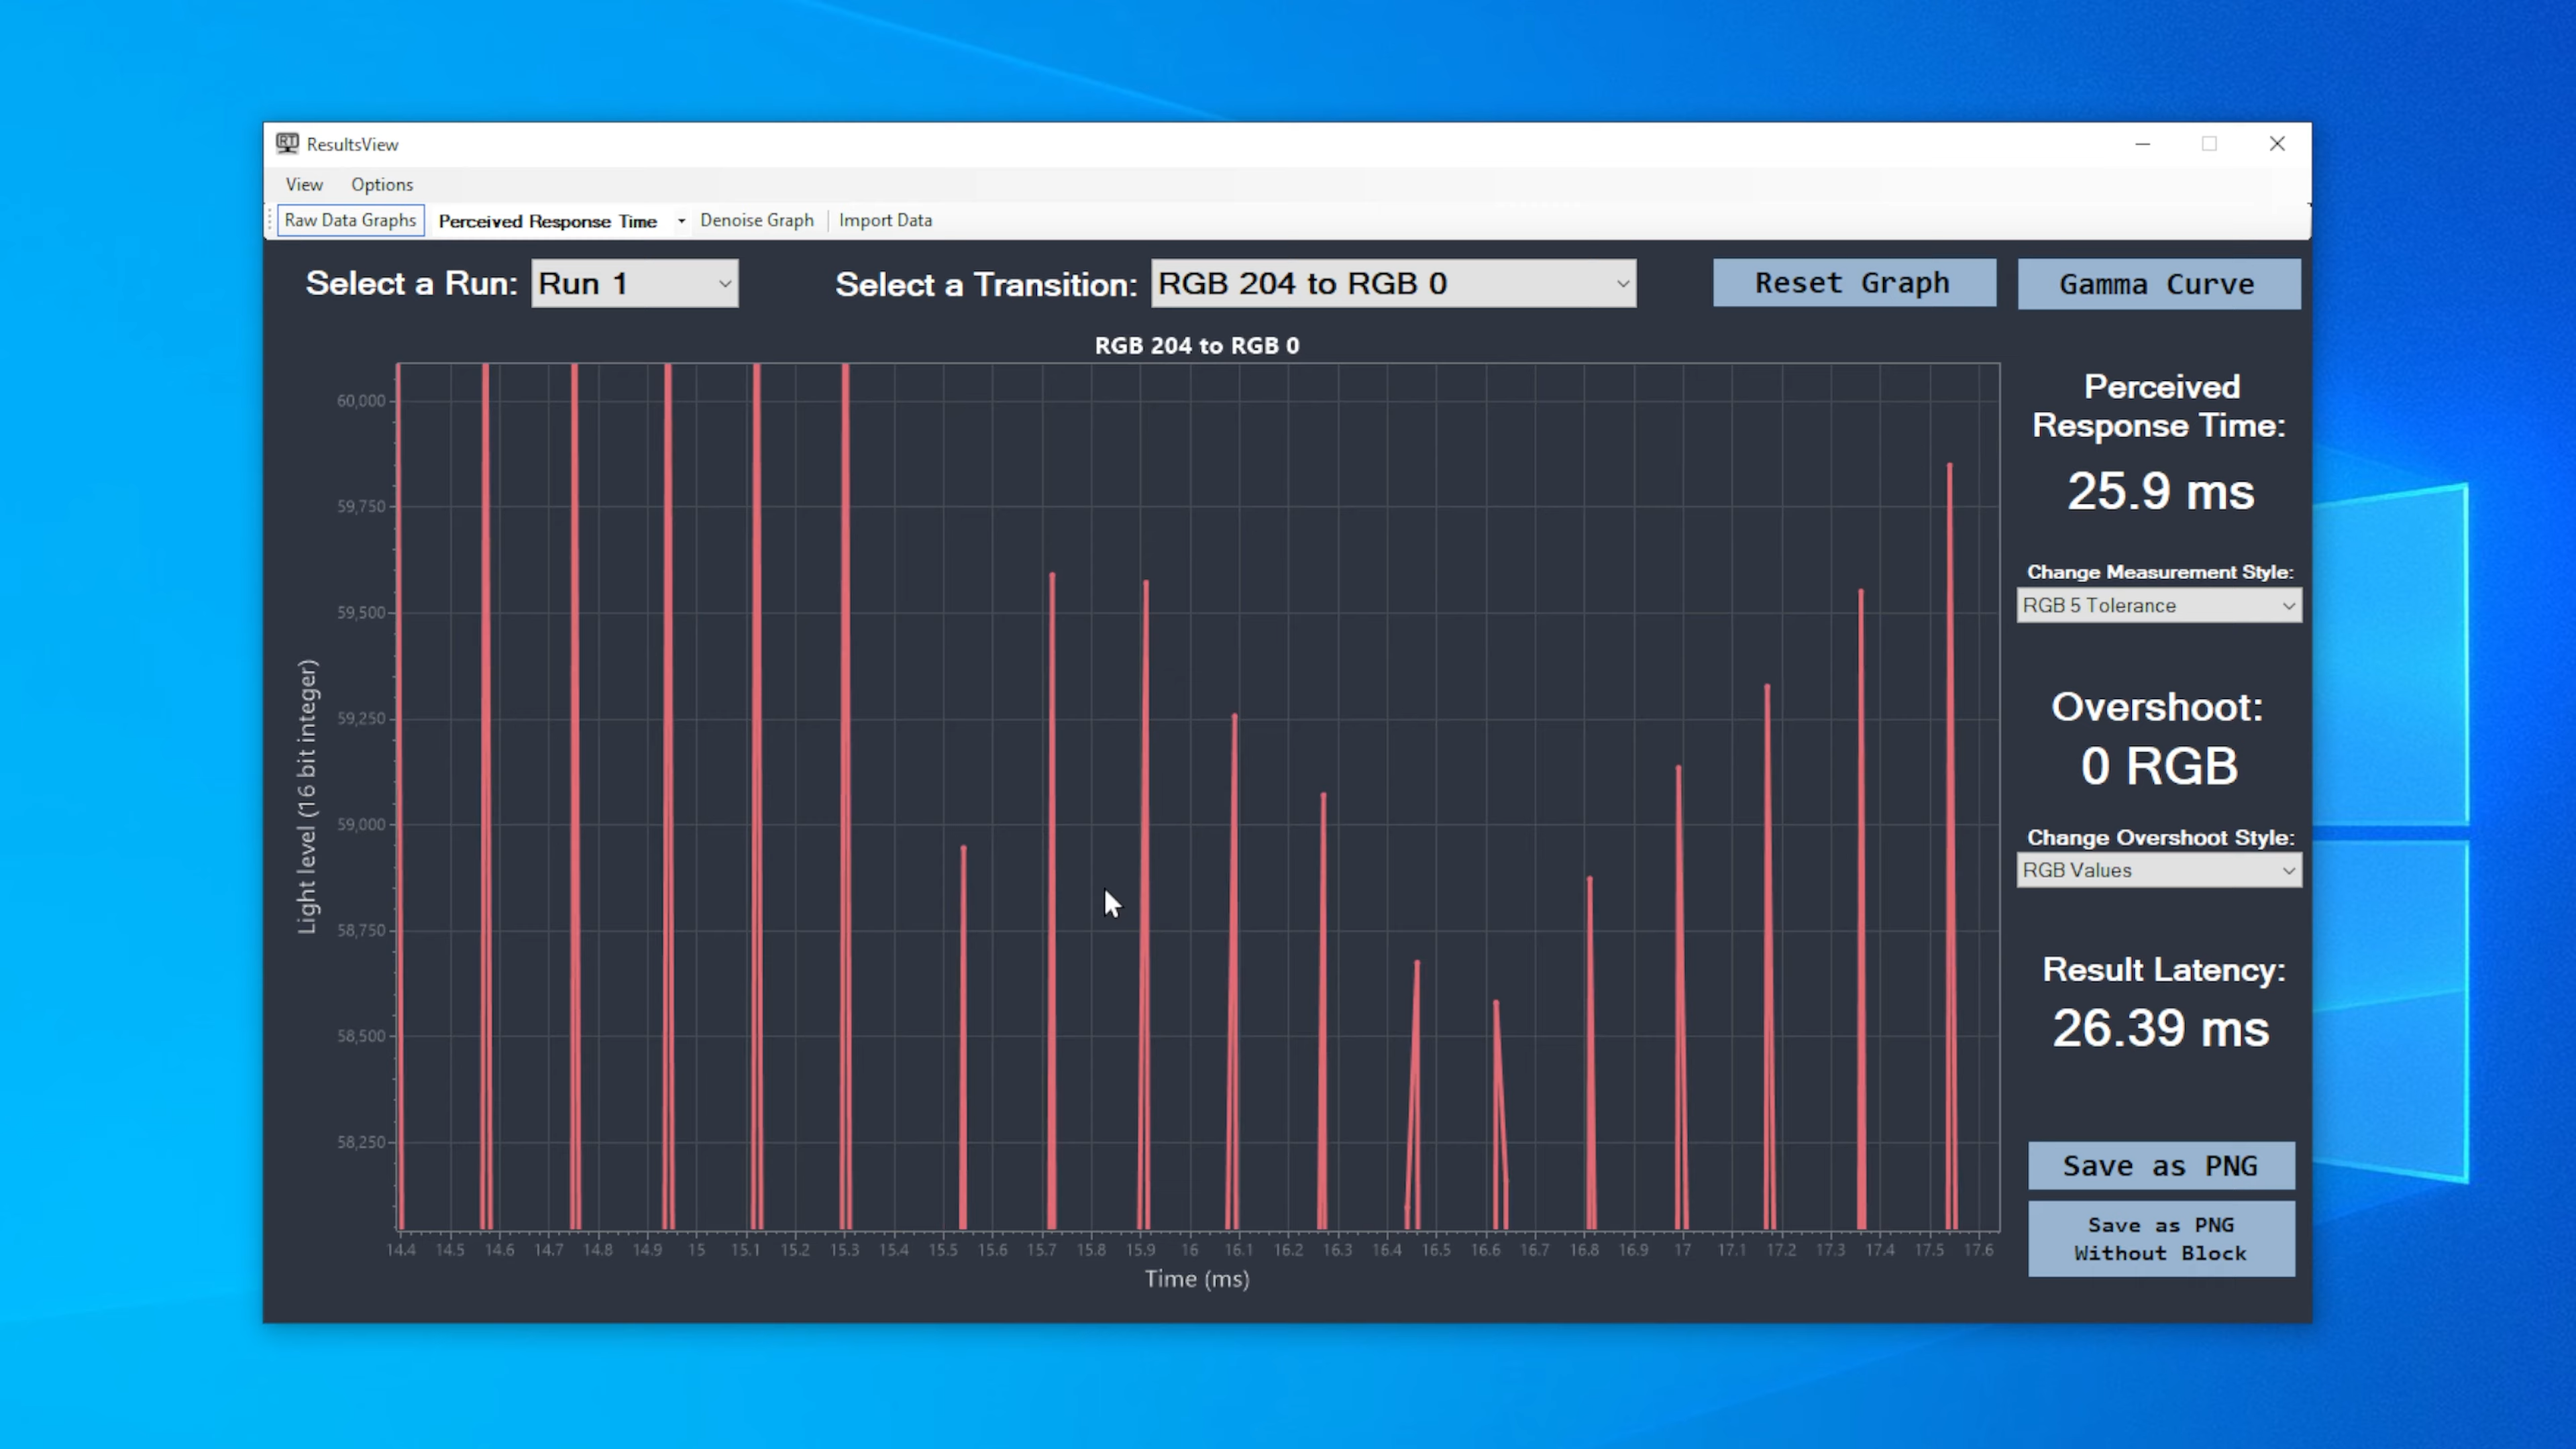 ResultsView
View Options
Raw Data Graphs Perceived Response Time Denoise Graph Import Data
Select a Run: Run 1 Select a Transition: RGB 204 to RGB 0 Reset Graph Gamma Curve
RGB 204 to RGB 0
60,000
59,750
59,500
59,250
59,000
58,750
58,500
58,250
Light level (16 bit integer)
14.4 14.5 14.6 14.7 14.8 14.9 15 15.1 15.2 15.3 15.4 15.5 15.6 15.7 15.8 15.9 16 16.1 16.2 16.3 16.4 16.5 16.6 16.7 16.8 16.9 17 17.1 17.2 17.3 17.4 17.5 17.6
Time (ms)
Perceived
Response Time:
25.9 ms
Change Measurement Style:
RGB 5 Tolerance
Overshoot:
0 RGB
Change Overshoot Style:
RGB Values
Result Latency:
26.39 ms
Save as PNG
Save as PNG
Without Block